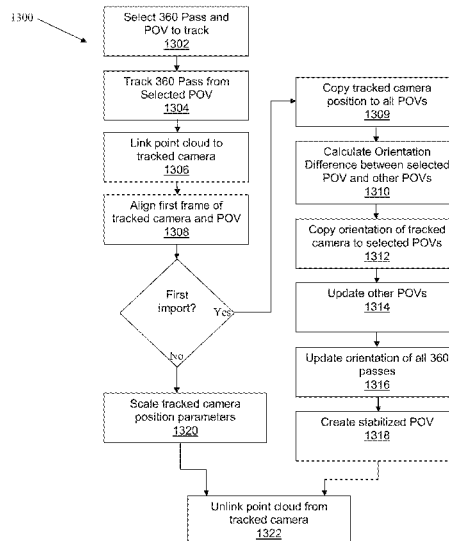 1300
Select 360 Pass and
POV to track
1302
Track 360 Pass from
Selected POV
1304
Link point cloud to
tracked camera
1306
Align first frame of
tracked camera and POV
1308
First
import?
Yes
No
Scale tracked camera
position parameters
1320
Copy tracked camera
position to all POVs
1309
Calculate Orientation
Difference between selected
POV and other POVs
1310
Copy orientation of tracked
camera to selected POVs
1312
Update other POVs
1314
Update orientation of all 360
passes
1316
Create stabilized POV
1318
Unlink point cloud from
tracked camera
1322